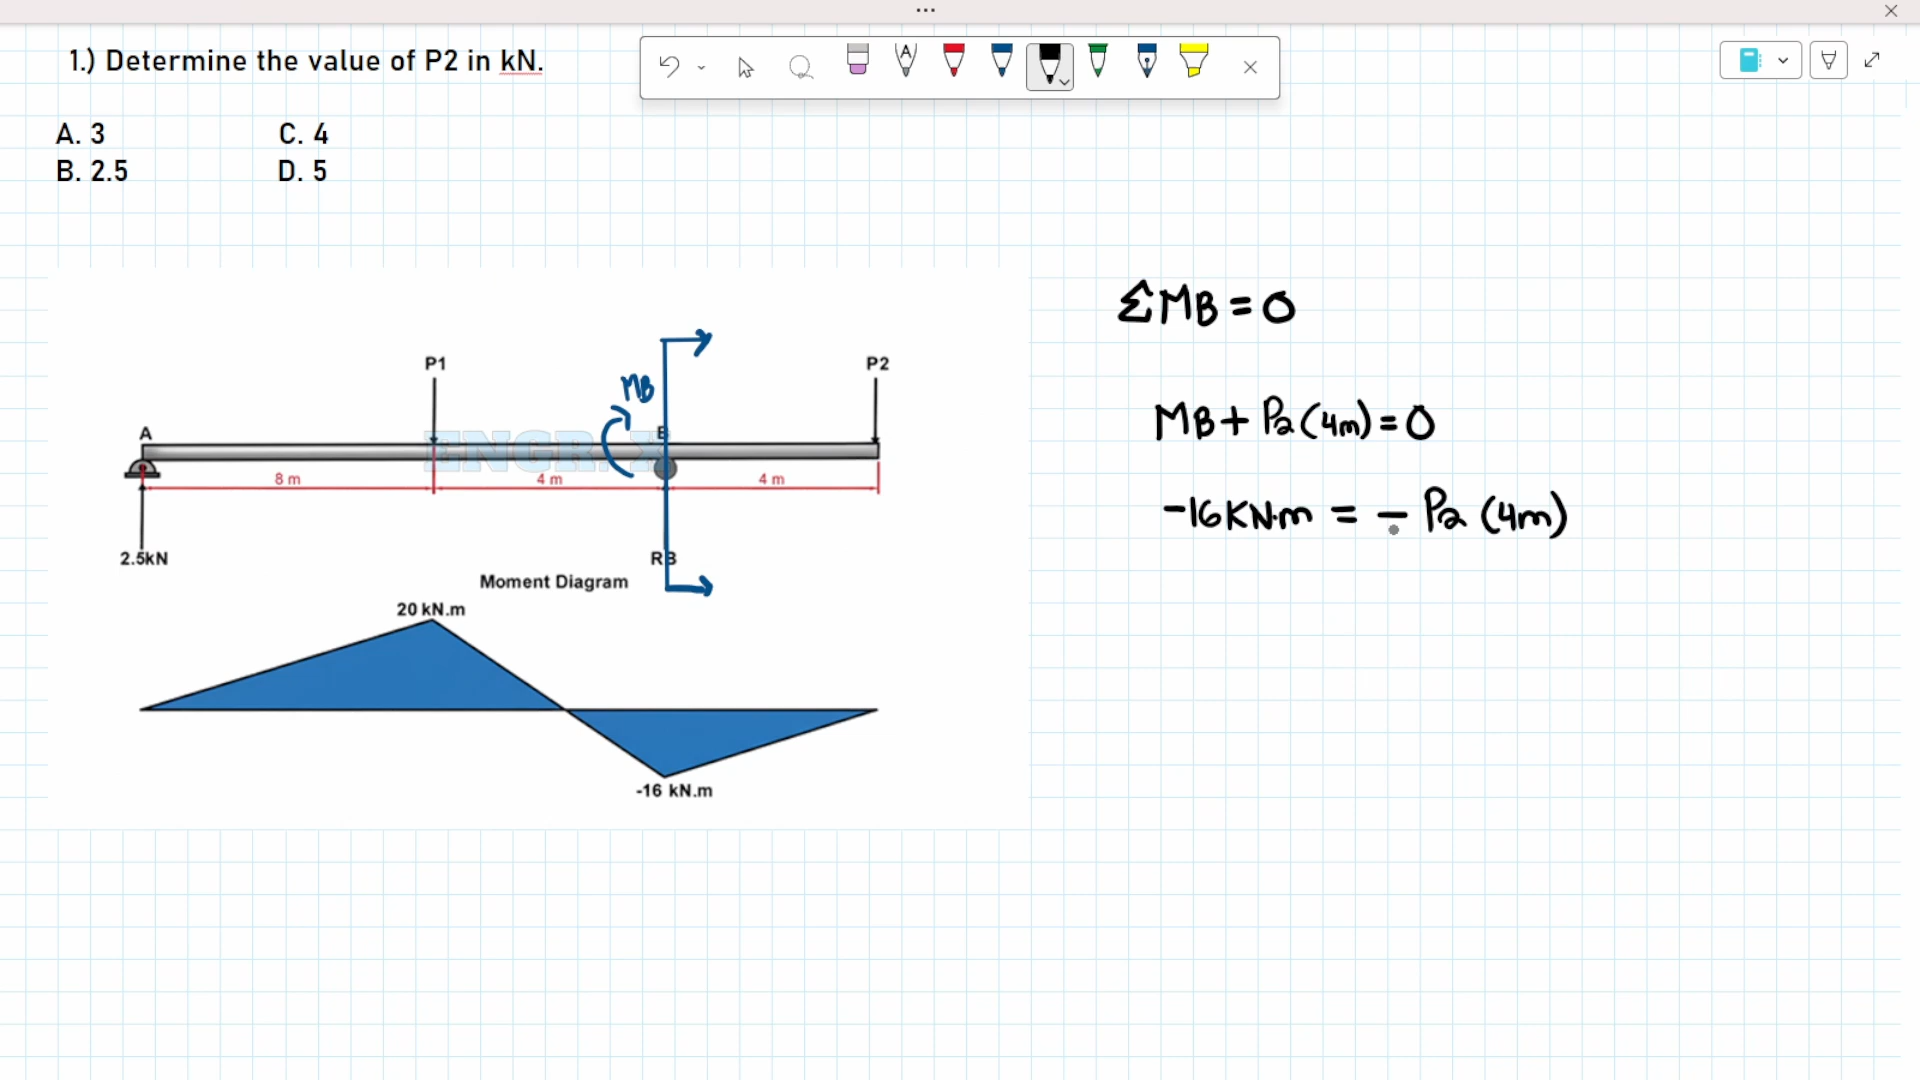 1.) Determine the value of P2 in kN.
A. 3
C. 4
B. 2.5
D. 5
ΣMB = 0
P1
P2
MB
MB + P2 (4m) = 0
A
B
ENGR. X
8 m
4 m
4 m
-16KN·m = - P2 (4m)
2.5kN
RB
Moment Diagram
20 kN.m
-16 kN.m